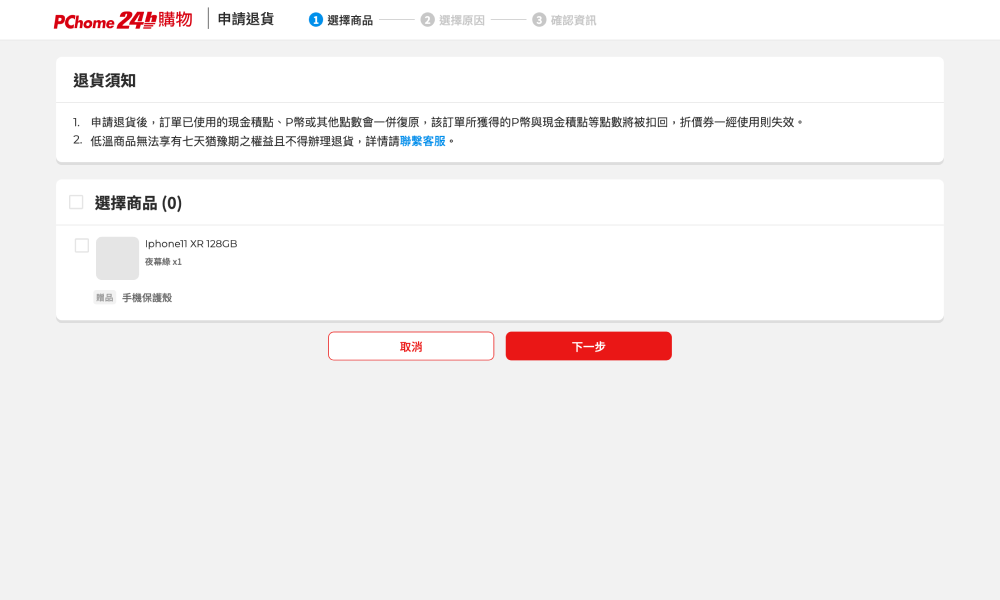 PChome 24h購物 申請退貨 1 選擇商品 2 選擇原因 3 確認資訊
退貨須知
1. 申請退貨後，訂單已使用的現金積點、P幣或其他點數會一併復原，該訂單所獲得的P幣與現金積點等點數將被扣回，折價券一經使用則失效。
2. 低溫商品無法享有七天猶豫期之權益且不得辦理退貨，詳情請聯繫客服。
選擇商品 (0)
Iphone11 XR 128GB
夜幕綠 x1
贈品 手機保護殼
取消 下一步